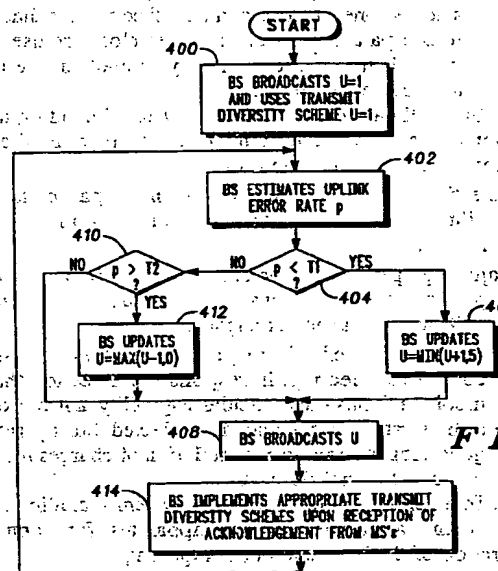 START
400
BS BROADCASTS U=1
AND USES TRANSMIT
DIVERSITY SCHEME U=1
402
BS ESTIMATES UPLINK
ERROR RATE p
410
NO
p > T2
?
YES
NO
p < T1
?
YES
404
412
BS UPDATES
U=MAX(U-1,0)
BS UPDATES
U=MIN(U+1,5)
408
BS BROADCASTS U
414
BS IMPLEMENTS APPROPRIATE TRANSMIT
DIVERSITY SCHEMES UPON RECEPTION OF
ACKNOWLEDGEMENT FROM MS's